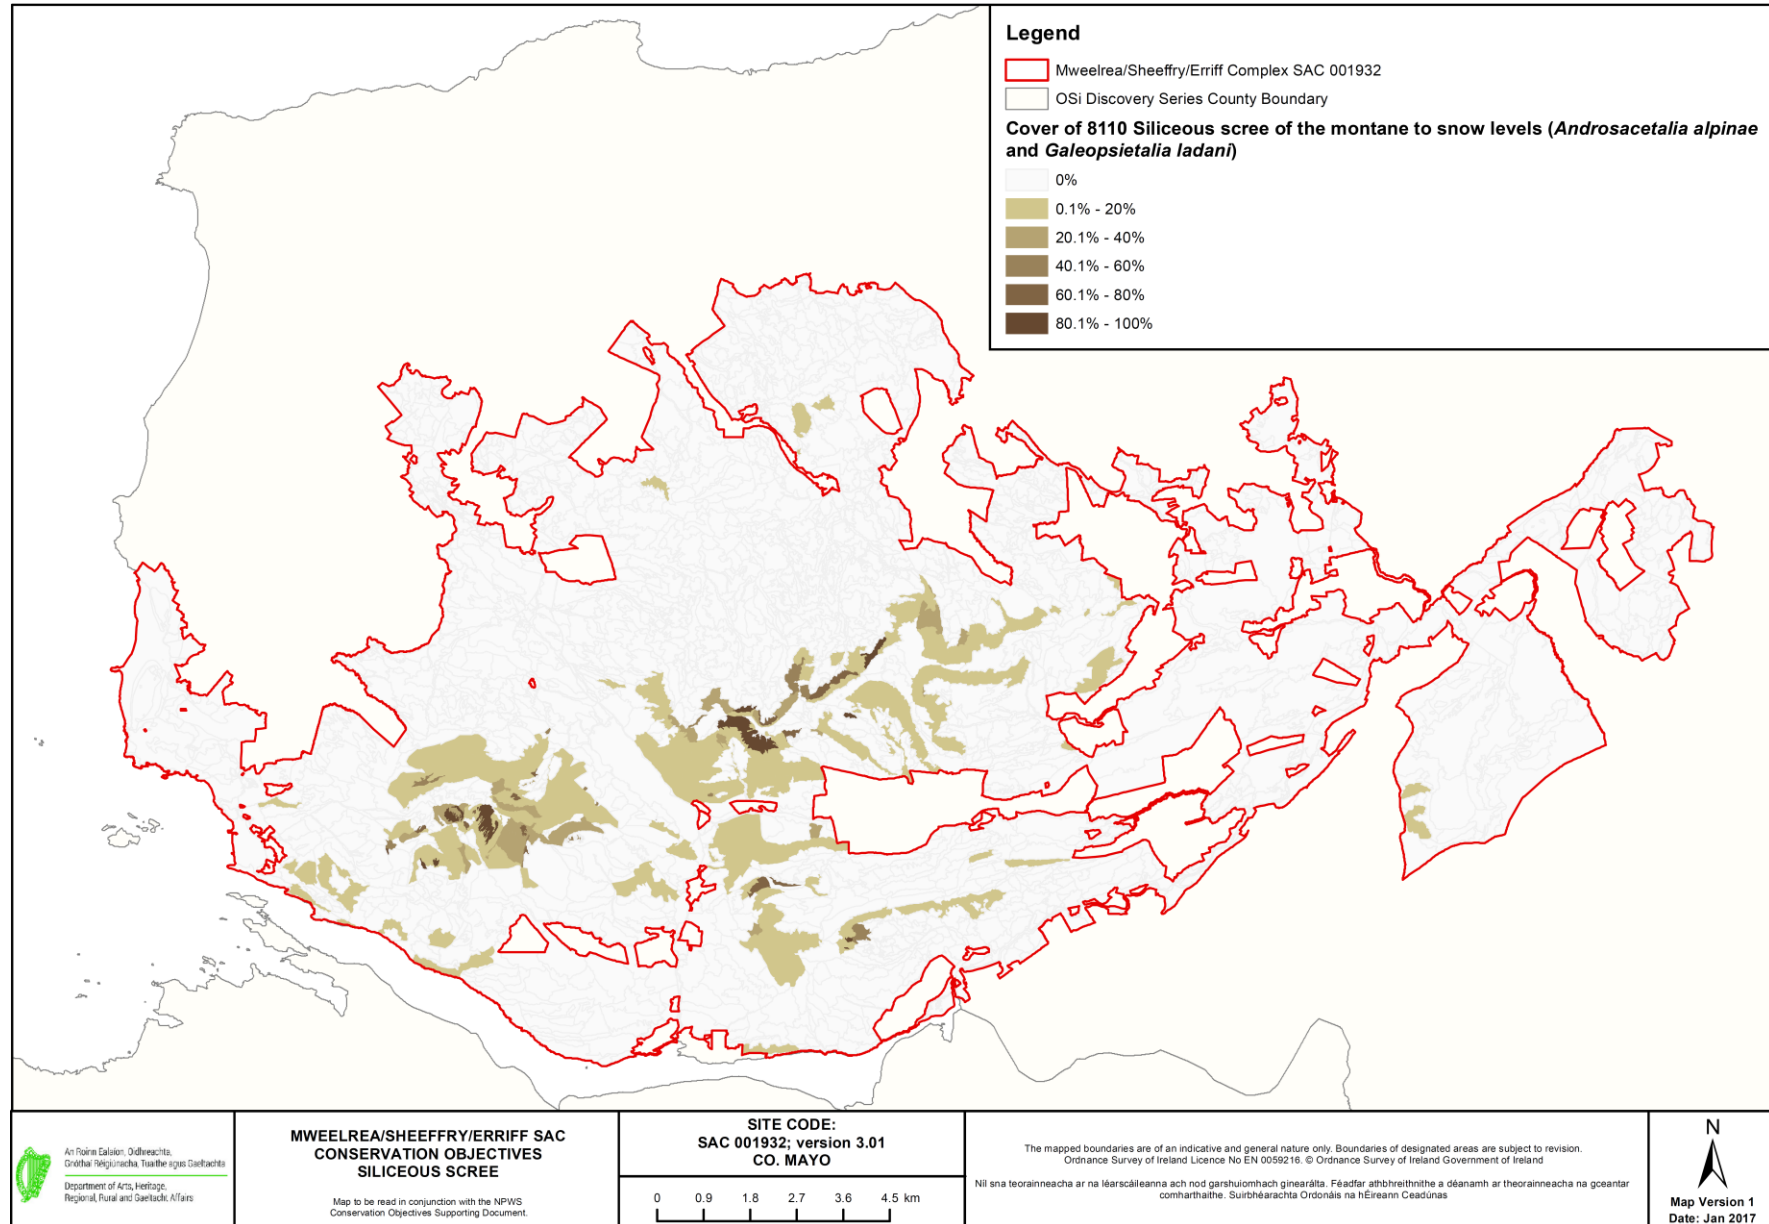 Legend
Mweelrea/Sheeffry/Erriff Complex SAC 001932
OSi Discovery Series County Boundary
Cover of 8110 Siliceous scree of the montane to snow levels (Androsacetalia alpinae
and Galeopsietalia ladani)
0%
0.1% - 20%
20.1% - 40%
40.1% - 60%
60.1% - 80%
80.1% - 100%
An Roinn Ealaíon, Oidhreachta,
Gnóthaí Réigiúnacha, Tuaithe agus Gaeltachta
Department of Arts, Heritage,
Regional, Rural and Gaeltacht Affairs
MWEELREA/SHEEFFRY/ERRIFF SAC
CONSERVATION OBJECTIVES
SILICEOUS SCREE
Map to be read in conjunction with the NPWS
Conservation Objectives Supporting Document.
SITE CODE:
SAC 001932; version 3.01
CO. MAYO
0 0.9 1.8 2.7 3.6 4.5 km
The mapped boundaries are of an indicative and general nature only. Boundaries of designated areas are subject to revision.
Ordnance Survey of Ireland Licence No EN 0059216. © Ordnance Survey of Ireland Government of Ireland
Níl sna teorainneacha ar na léarscáileanna ach nod garshuiomhach ginearálta. Féadfar athbhreithnithe a déanamh ar theorainneacha na gceantar
comharthaithe. Suirbhéarachta Ordonáis na hÉireann Ceadúnas
N
Map Version 1
Date: Jan 2017